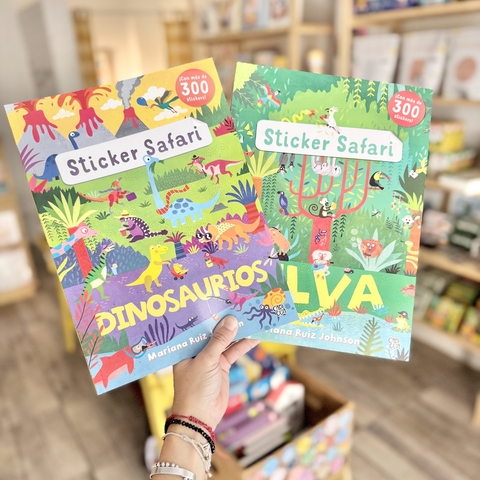 ¡Con más de
300
stickers!
Sticker Safari
DINOSAURIOS
Mariana Ruiz
¡Con más de
300
stickers!
Sticker Safari
LVA
Ruiz Johnson